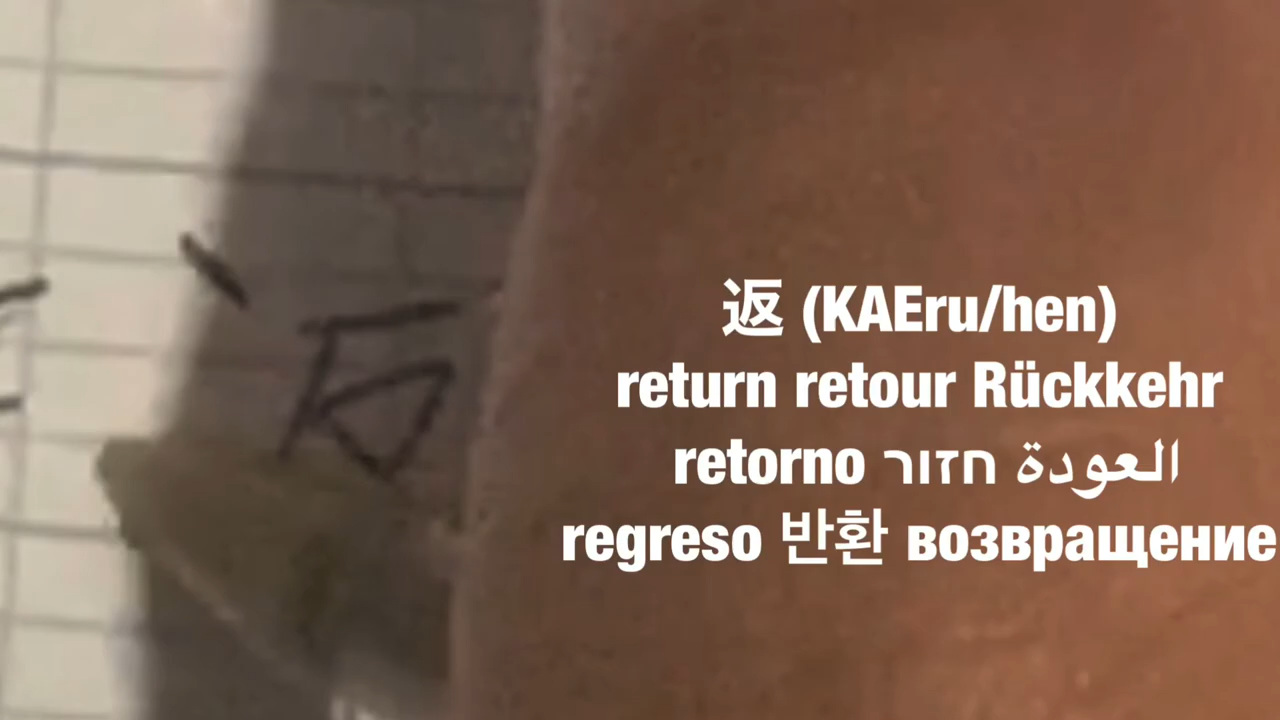 返 (KAEru/hen)
return retour Rückkehr
retorno חזור العودة
regreso 반환 возвращение